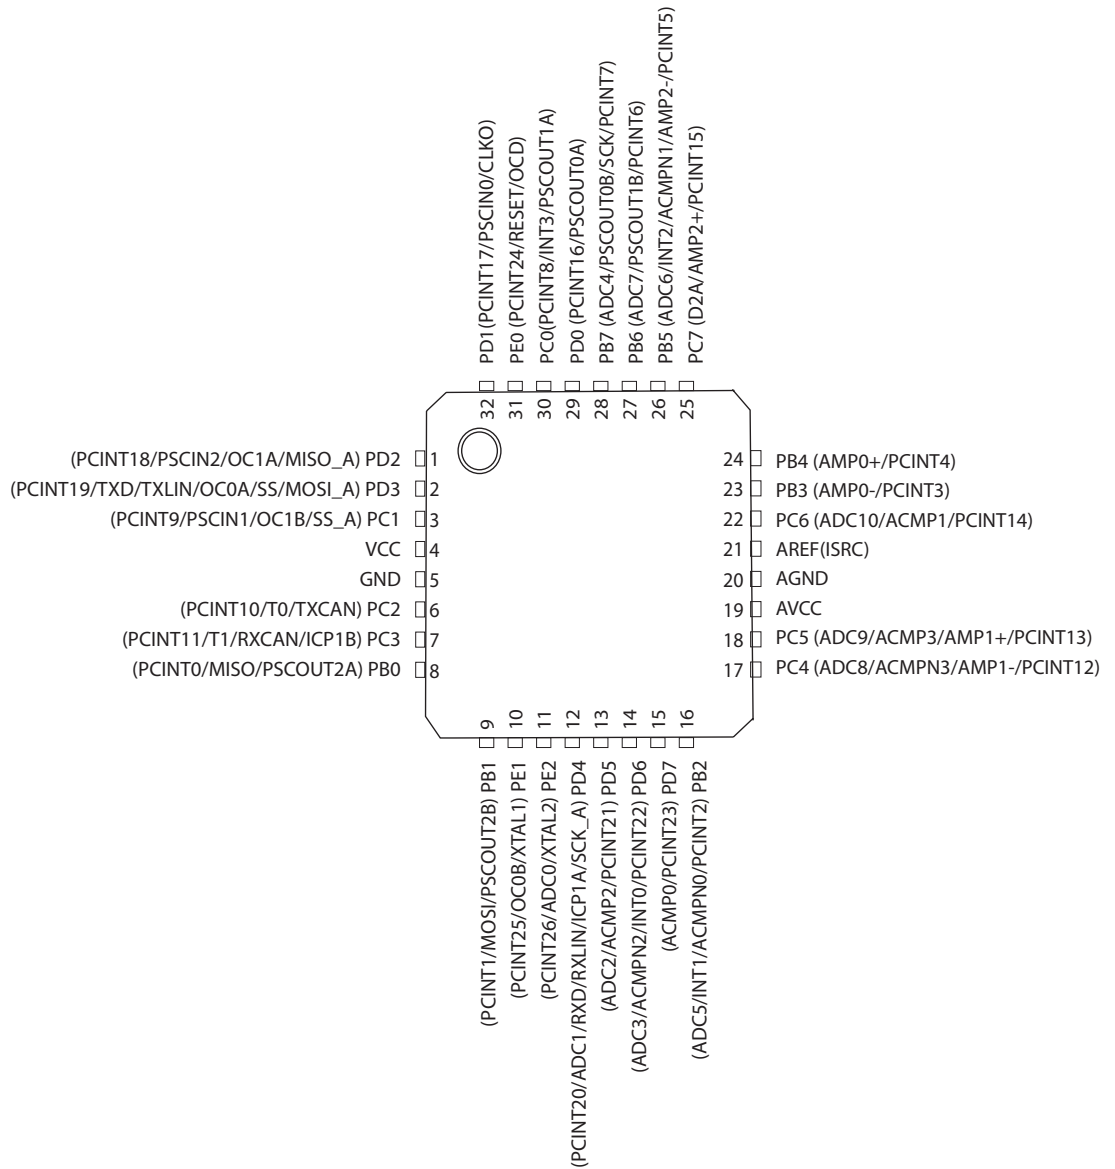 PD1(PCINT17/PSCIN0/CLKO)
PE0 (PCINT24/RESET/OCD)
PC0(PCINT8/INT3/PSCOUT1A)
PD0 (PCINT16/PSCOUT0A)
PB7 (ADC4/PSCOUT0B/SCK/PCINT7)
PB6 (ADC7/PSCOUT1B/PCINT6)
PB5 (ADC6/INT2/ACMPN1/AMP2-/PCINT5)
PC7 (D2A/AMP2+/PCINT15)
32
31
30
29
28
27
26
25
(PCINT18/PSCIN2/OC1A/MISO_A) PD2 1
(PCINT19/TXD/TXLIN/OC0A/SS/MOSI_A) PD3 2
(PCINT9/PSCIN1/OC1B/SS_A) PC1 3
VCC 4
GND 5
(PCINT10/T0/TXCAN) PC2 6
(PCINT11/T1/RXCAN/ICP1B) PC3 7
(PCINT0/MISO/PSCOUT2A) PB0 8
24 PB4 (AMP0+/PCINT4)
23 PB3 (AMP0-/PCINT3)
22 PC6 (ADC10/ACMP1/PCINT14)
21 AREF(ISRC)
20 AGND
19 AVCC
18 PC5 (ADC9/ACMP3/AMP1+/PCINT13)
17 PC4 (ADC8/ACMPN3/AMP1-/PCINT12)
9
10
11
12
13
14
15
16
(PCINT1/MOSI/PSCOUT2B) PB1
(PCINT25/OC0B/XTAL1) PE1
(PCINT26/ADC0/XTAL2) PE2
(PCINT20/ADC1/RXD/RXLIN/ICP1A/SCK_A) PD4
(ADC2/ACMP2/PCINT21) PD5
(ADC3/ACMPN2/INT0/PCINT22) PD6
(ACMP0/PCINT23) PD7
(ADC5/INT1/ACMPN0/PCINT2) PB2